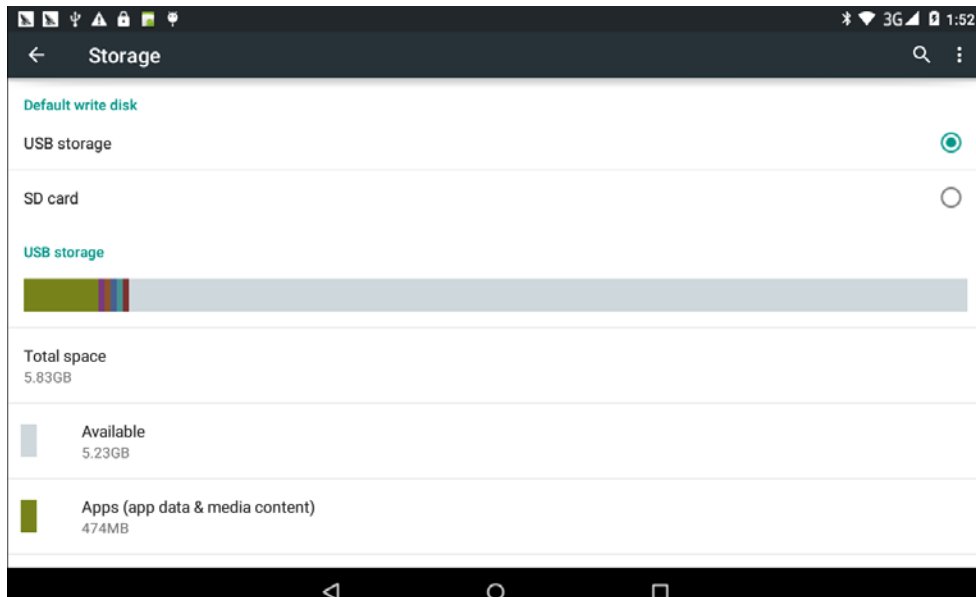 3G 1:52
Storage
Default write disk
USB storage
SD card
USB storage
Total space
5.83GB
Available
5.23GB
Apps (app data & media content)
474MB